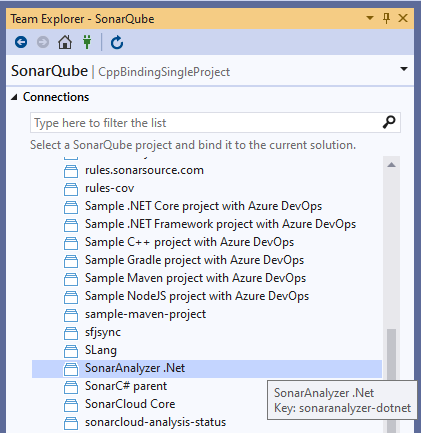 Team Explorer - SonarQube
SonarQube | CppBindingSingleProject
Connections
Type here to filter the list
Select a SonarQube project and bind it to the current solution.
rules.sonarsource.com
rules-cov
Sample .NET Core project with Azure DevOps
Sample .NET Framework project with Azure DevOps
Sample C++ project with Azure DevOps
Sample Gradle project with Azure DevOps
Sample Maven project with Azure DevOps
Sample NodeJS project with Azure DevOps
sample-maven-project
sfjsync
SLang
SonarAnalyzer .Net
SonarC# parent
SonarCloud Core
sonarcloud-analysis-status
SonarAnalyzer .Net
Key: sonaranalyzer-dotnet